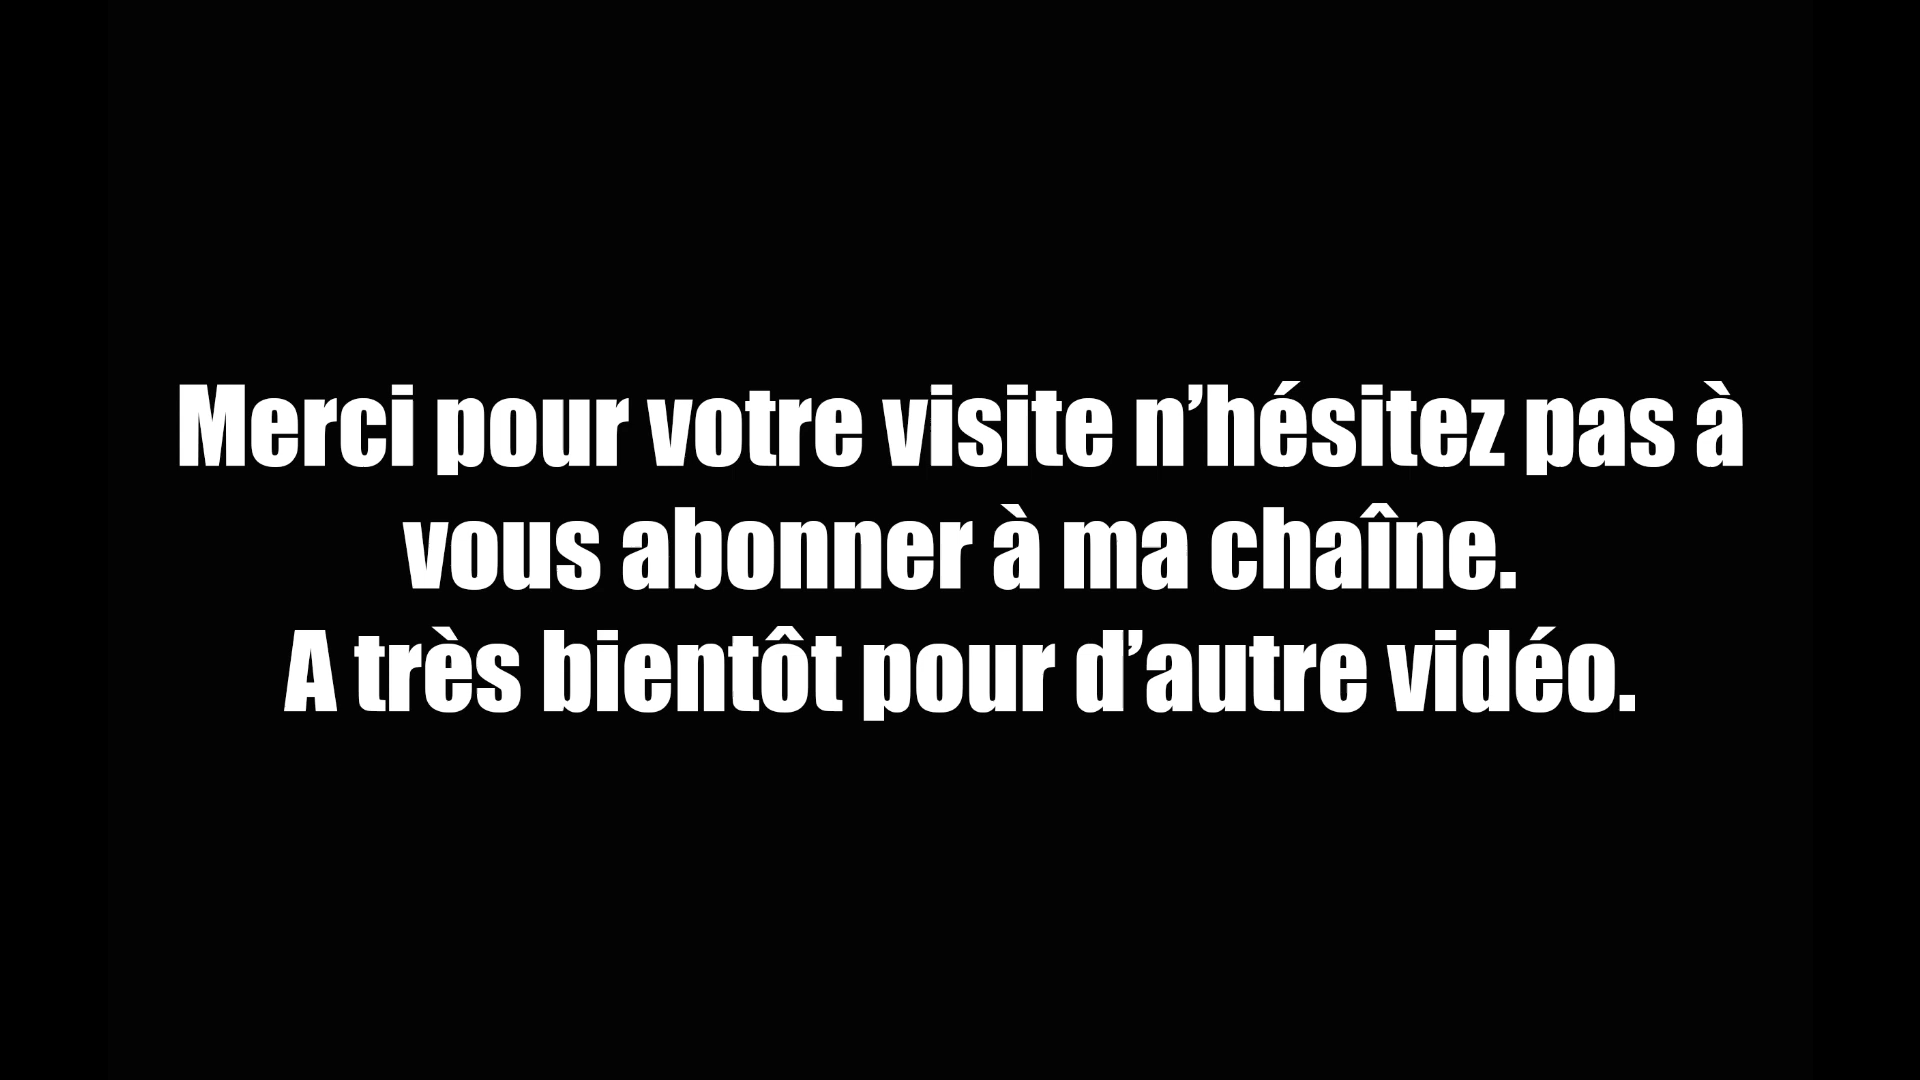 Merci pour votre visite n’hésitez pas à
vous abonner à ma chaîne.
A très bientôt pour d’autre vidéo.